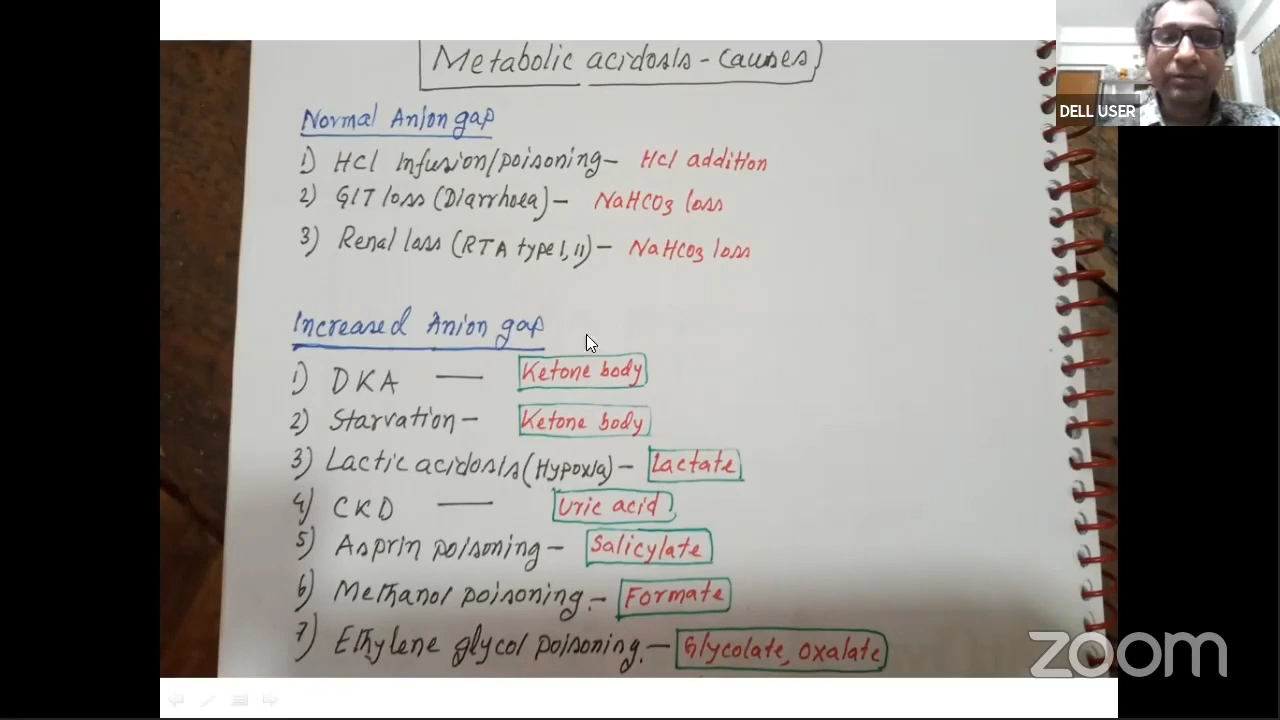 Metabolic acidosis - Causes
DELL USER
Normal Anion gap
1) HCl Infusion/poisoning – HCl addition
2) GIT loss (Diarrhoea) – NaHCO3 loss
3) Renal loss (RTA type I, II) – NaHCO3 loss
Increased Anion gap
1) DKA — Ketone body
2) Starvation – Ketone body
3) Lactic acidosis (Hypoxia) – Lactate
4) CKD — Uric acid
5) Asprin poisoning – Salicylate
6) Methanol poisoning. – Formate
7) Ethylene glycol poisoning. – Glycolate, oxalate
zoom